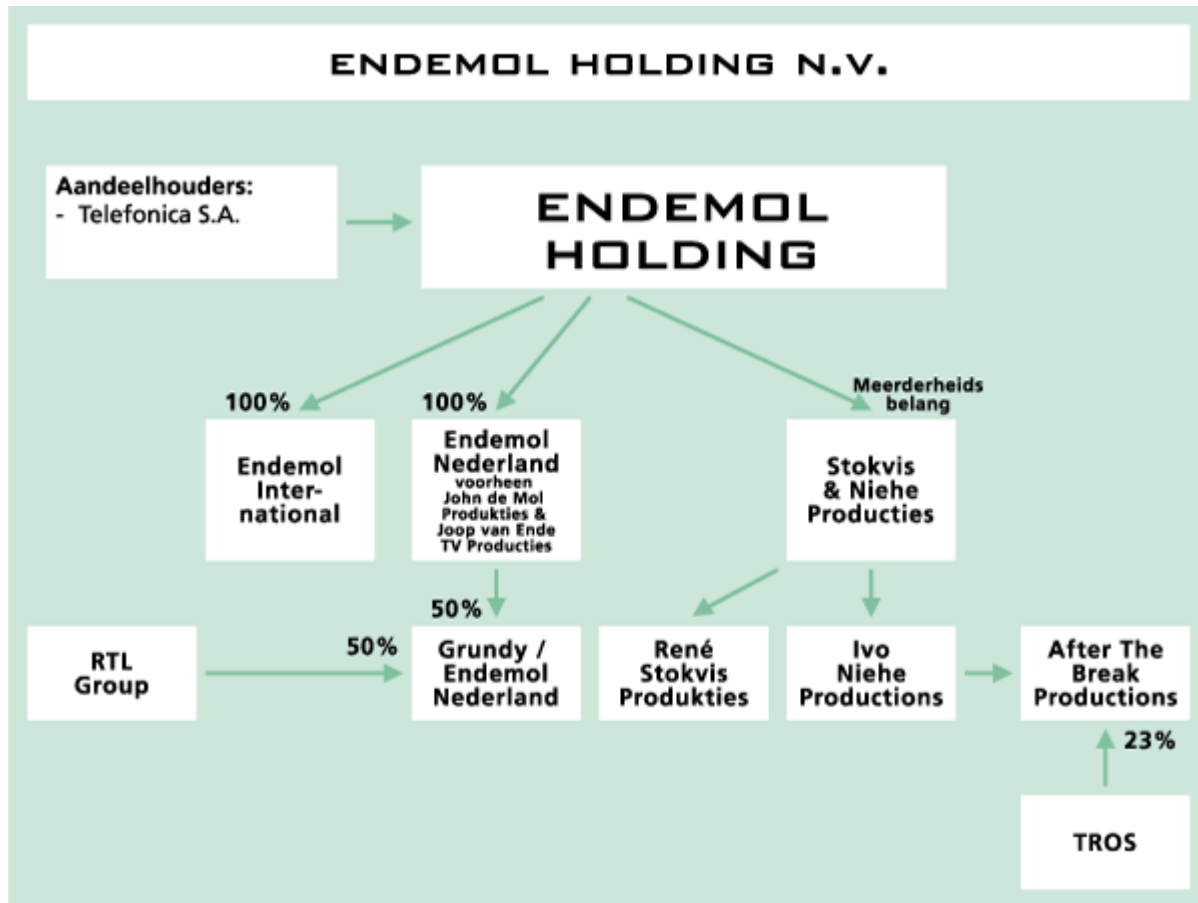 ENDEMOL HOLDING N.V.
Aandeelhouders:
- Telefonica S.A.
ENDEMOL
HOLDING
100%
Endemol
Inter-
national
100%
Endemol
Nederland
voorheen
John de Mol
Produkties &
Joop van Ende
TV Producties
Meerderheids
belang
Stokvis
& Niehe
Producties
RTL
Group
50%
50%
Grundy /
Endemol
Nederland
René
Stokvis
Produkties
Ivo
Niehe
Productions
After The
Break
Productions
23%
TROS